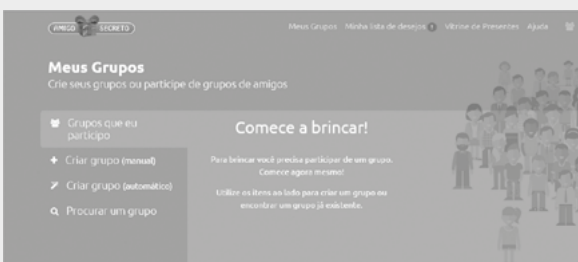 AMIGO SECRETO
Meus Grupos Minha lista de desejos Vitrine de Presentes Ajuda
Meus Grupos
Crie seus grupos ou participe de grupos de amigos
Grupos que eu
participo
Criar grupo (manual)
Criar grupo (automático)
Procurar um grupo
Comece a brincar!
Para brincar você precisa participar de um grupo.
Comece agora mesmo!
Utilize os itens ao lado para criar um grupo ou
encontrar um grupo já existente.